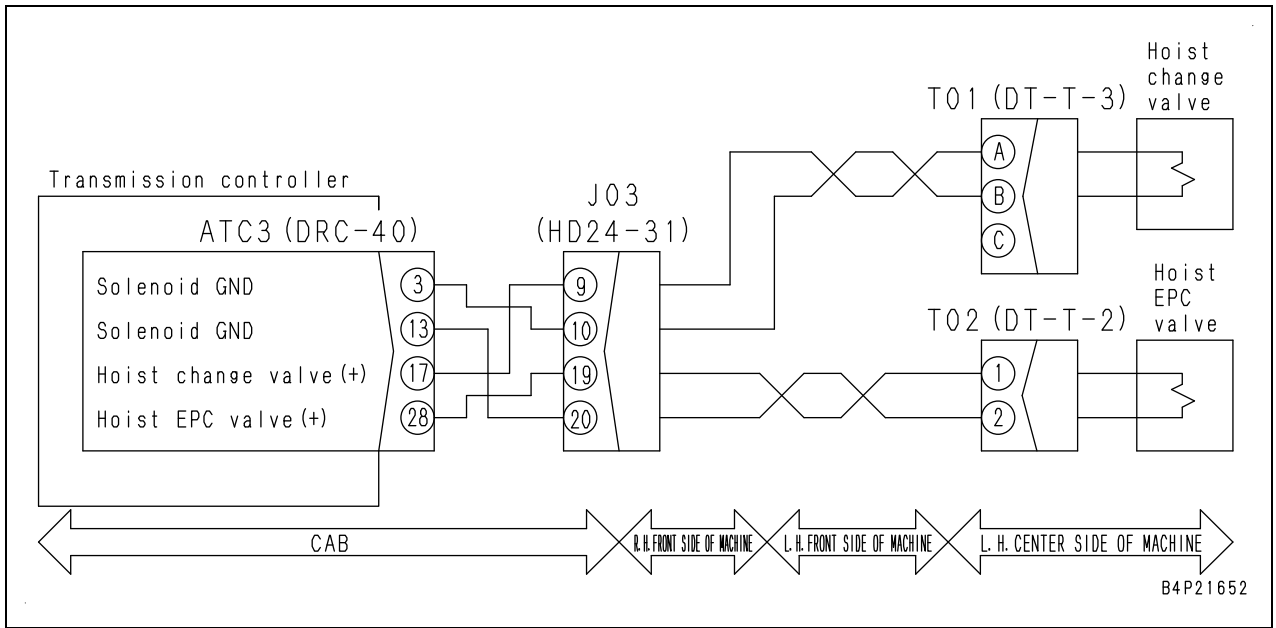 Hoist
change
valve
T01 (DT-T-3)
Transmission controller
J03
ATC3 (DRC-40)
(HD24-31)
A
B
C
Solenoid GND
3
9
Hoist
EPC
valve
Solenoid GND
13
10
T02 (DT-T-2)
Hoist change valve (+)
17
19
1
Hoist EPC valve (+)
28
20
2
CAB
R. H. FRONT SIDE OF MACHINE
L. H. FRONT SIDE OF MACHINE
L. H. CENTER SIDE OF MACHINE
B4P21652